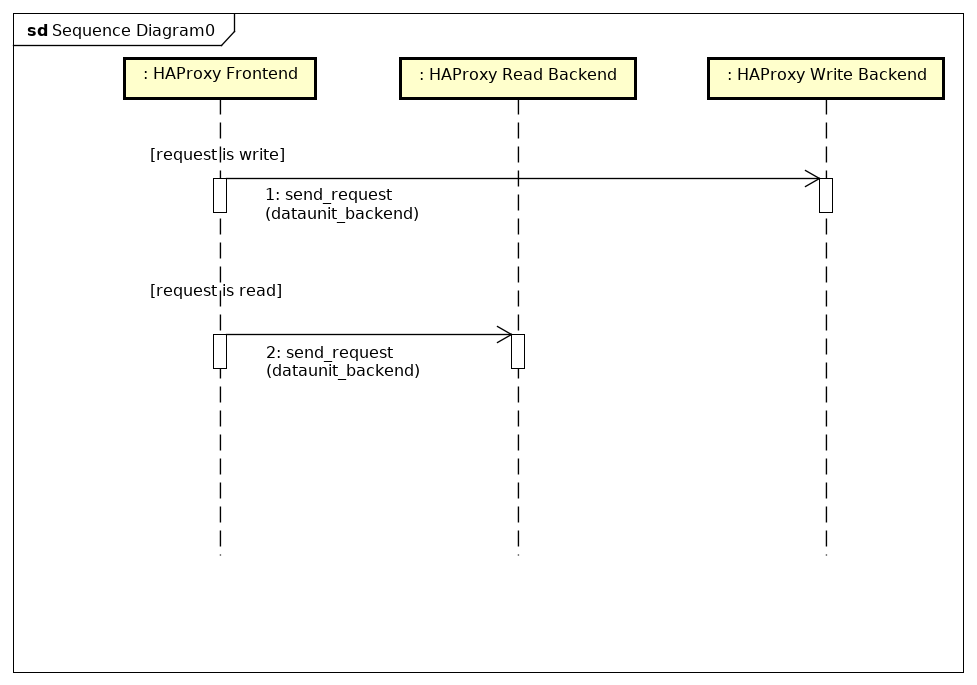 sd Sequence Diagram0
: HAProxy Frontend
: HAProxy Read Backend
: HAProxy Write Backend
[request is write]
1: send_request
(dataunit_backend)
[request is read]
2: send_request
(dataunit_backend)